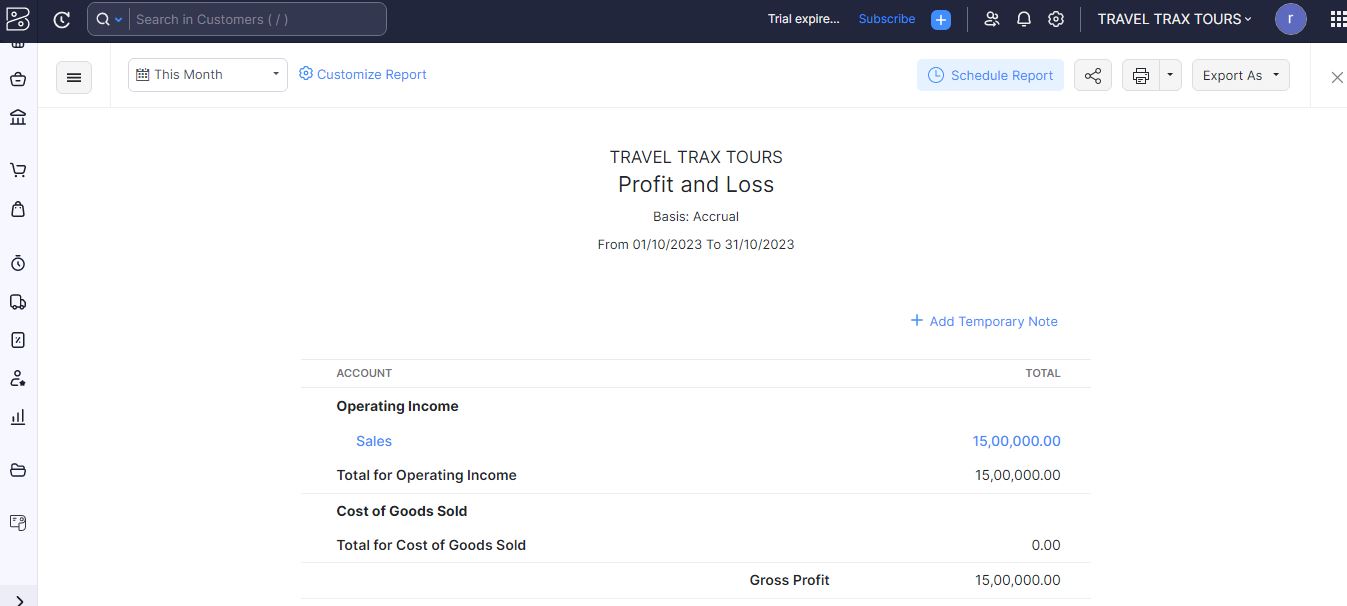 Search in Customers ( / )
Trial expire...
Subscribe
TRAVEL TRAX TOURS
r
This Month
Customize Report
Schedule Report
Export As
TRAVEL TRAX TOURS
Profit and Loss
Basis: Accrual
From 01/10/2023 To 31/10/2023
Add Temporary Note
ACCOUNT TOTAL
Operating Income
Sales 15,00,000.00
Total for Operating Income 15,00,000.00
Cost of Goods Sold
Total for Cost of Goods Sold 0.00
Gross Profit 15,00,000.00